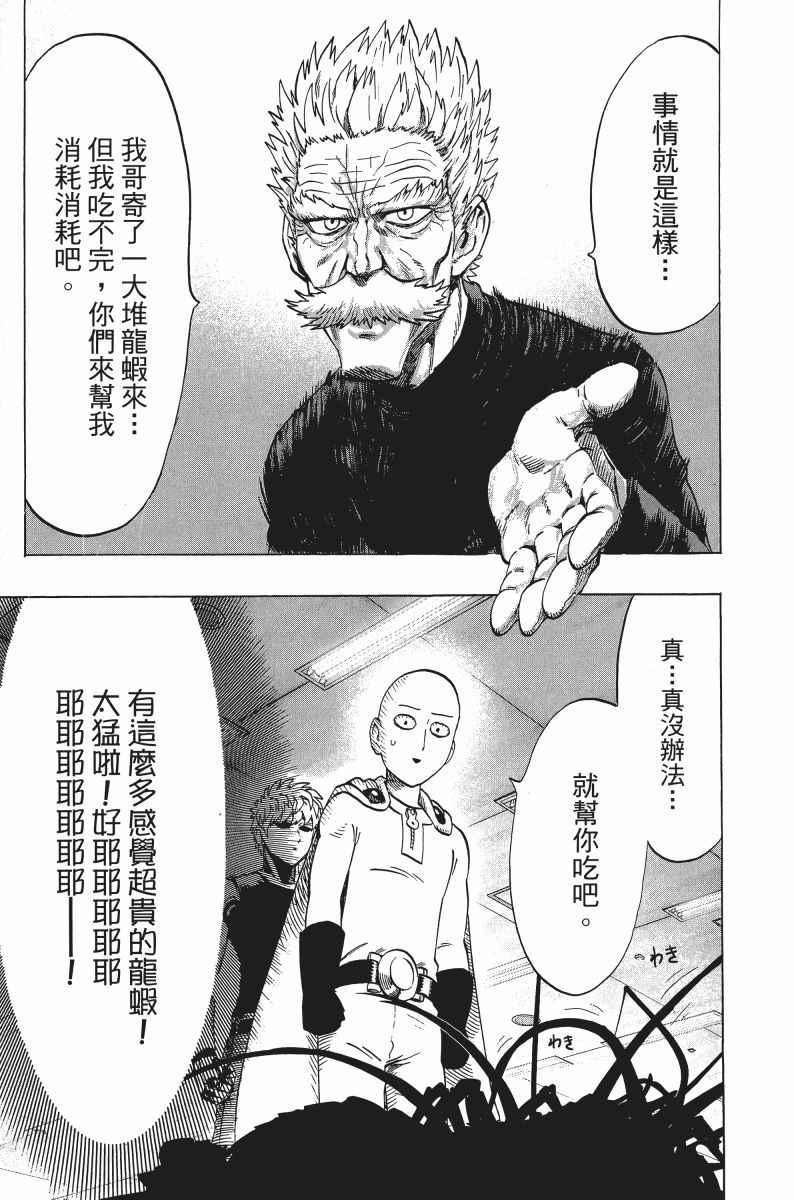 事情就是這樣…
我哥寄了一大堆龍蝦來…
但我吃不完，你們來幫我
消耗消耗吧。
真…真沒辦法…
就幫你吃吧。
有這麼多感覺超貴的龍蝦！
太猛啦！好耶耶耶耶耶
耶耶耶耶耶耶耶——！
わき
わき